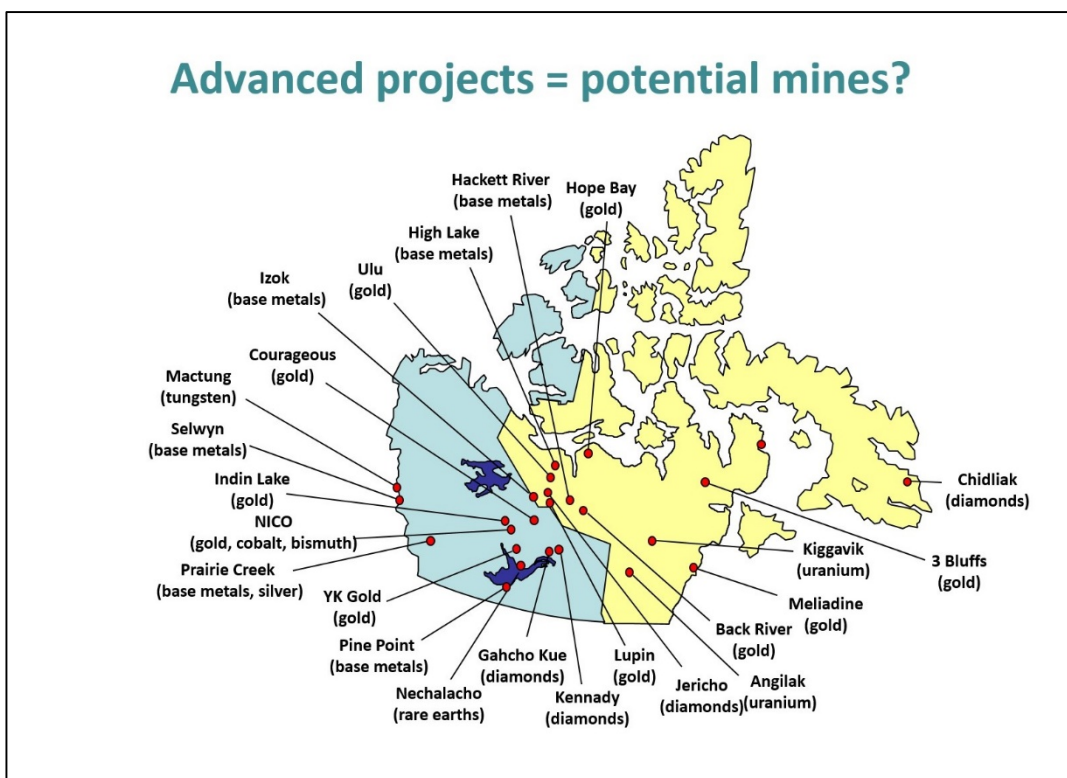 Advanced projects = potential mines?
Hackett River
(base metals)
Hope Bay
(gold)
High Lake
(base metals)
Ulu
(gold)
Izok
(base metals)
Courageous
(gold)
Mactung
(tungsten)
Selwyn
(base metals)
Indin Lake
(gold)
NICO
(gold, cobalt, bismuth)
Prairie Creek
(base metals, silver)
YK Gold
(gold)
Pine Point
(base metals)
Nechalacho
(rare earths)
Gahcho Kue
(diamonds)
Kennady
(diamonds)
Lupin
(gold)
Jericho
(diamonds)
Angilak
(uranium)
Back River
(gold)
Meliadine
(gold)
Kiggavik
(uranium)
3 Bluffs
(gold)
Chidliak
(diamonds)